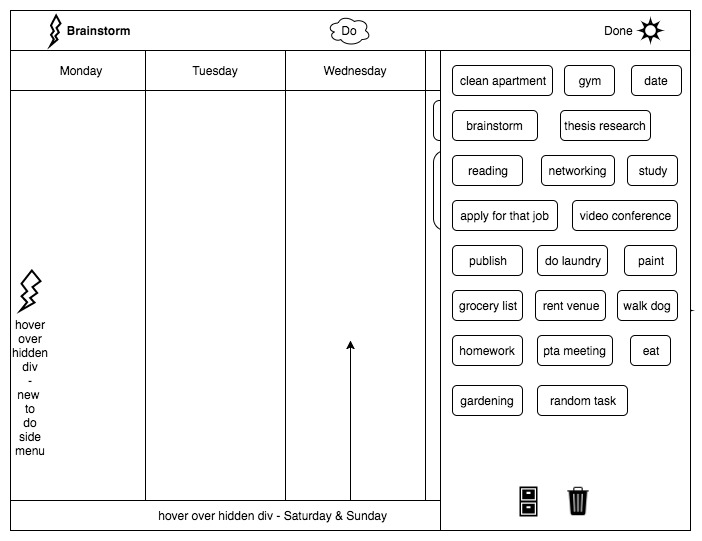 Brainstorm
Do
Done
Monday
Tuesday
Wednesday
clean apartment
gym
date
brainstorm
thesis research
reading
networking
study
apply for that job
video conference
publish
do laundry
paint
grocery list
rent venue
walk dog
homework
pta meeting
eat
gardening
random task
hover
over
hidden
div
-
new
to
do
side
menu
hover over hidden div - Saturday & Sunday